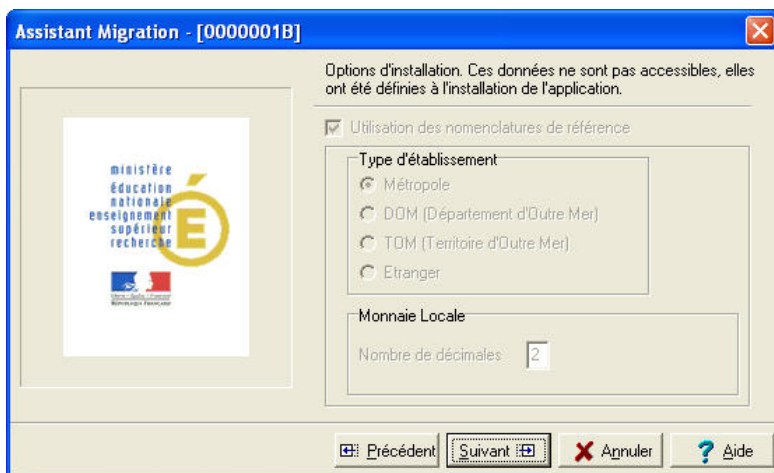 Assistant Migration - [0000001B]
Options d'installation. Ces données ne sont pas accessibles, elles
ont été définies à l'installation de l'application.
Utilisation des nomenclatures de référence
ministère
éducation
nationale
enseignement
supérieur
recherche
É
RÉPUBLIQUE FRANÇAISE
Type d'établissement
Métropole
DOM (Département d'Outre Mer)
TOM (Territoire d'Outre Mer)
Etranger
Monnaie Locale
Nombre de décimales 2
Précédent Suivant Annuler Aide